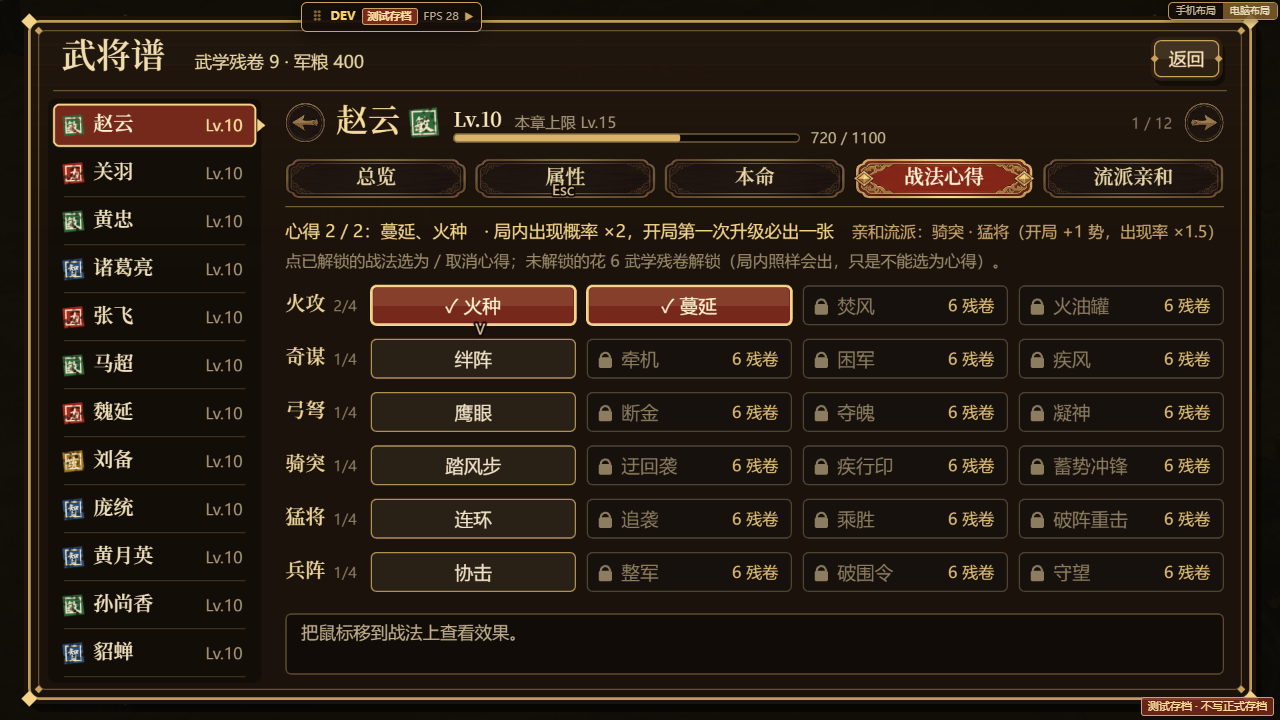 DEV 测试存档 FPS 28
手机布局 电脑布局
武将谱 武学残卷 9 · 军粮 400
返回
赵云 Lv.10
关羽 Lv.10
黄忠 Lv.10
诸葛亮 Lv.10
张飞 Lv.10
马超 Lv.10
魏延 Lv.10
刘备 Lv.10
庞统 Lv.10
黄月英 Lv.10
孙尚香 Lv.10
貂蝉 Lv.10
赵云 Lv.10 本章上限 Lv.15
720 / 1100
1 / 12
总览 属性 本命 战法心得 流派亲和
ESC
心得 2 / 2：蔓延、火种 · 局内出现概率 ×2，开局第一次升级必出一张 亲和流派：骑突 · 猛将（开局 +1 势，出现率 ×1.5）
点已解锁的战法选为 / 取消心得；未解锁的花 6 武学残卷解锁（局内照样会出，只是不能选为心得）。
火攻 2/4 ✓ 火种 ✓ 蔓延 焚风 6 残卷 火油罐 6 残卷
V
奇谋 1/4 绊阵 牵机 6 残卷 困军 6 残卷 疾风 6 残卷
弓弩 1/4 鹰眼 断金 6 残卷 夺魄 6 残卷 凝神 6 残卷
骑突 1/4 踏风步 迂回袭 6 残卷 疾行印 6 残卷 蓄势冲锋 6 残卷
猛将 1/4 连环 追袭 6 残卷 乘胜 6 残卷 破阵重击 6 残卷
兵阵 1/4 协击 整军 6 残卷 破围令 6 残卷 守望 6 残卷
把鼠标移到战法上查看效果。
测试存档 · 不写正式存档